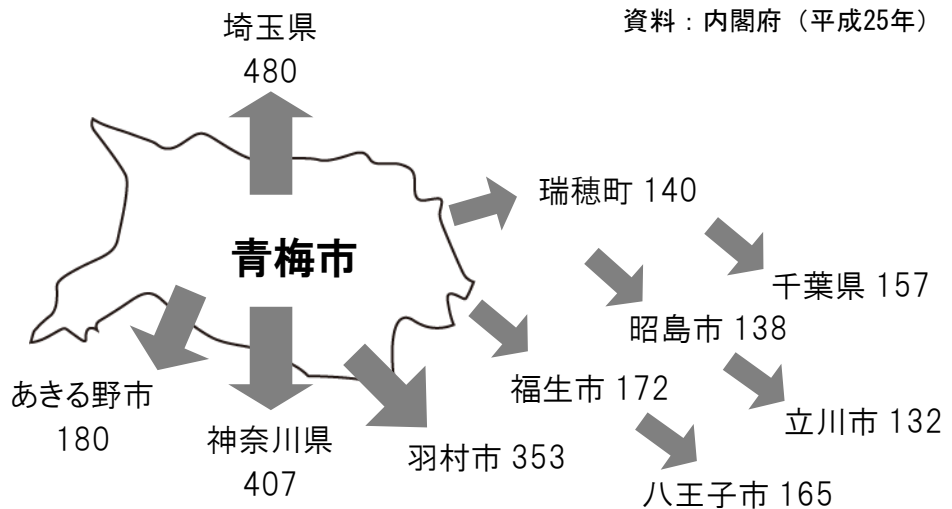 資料：内閣府（平成25年）
埼玉県
480
瑞穂町 140
青梅市
千葉県 157
昭島市 138
あきる野市
180
福生市 172
立川市 132
神奈川県
407
羽村市 353
八王子市 165